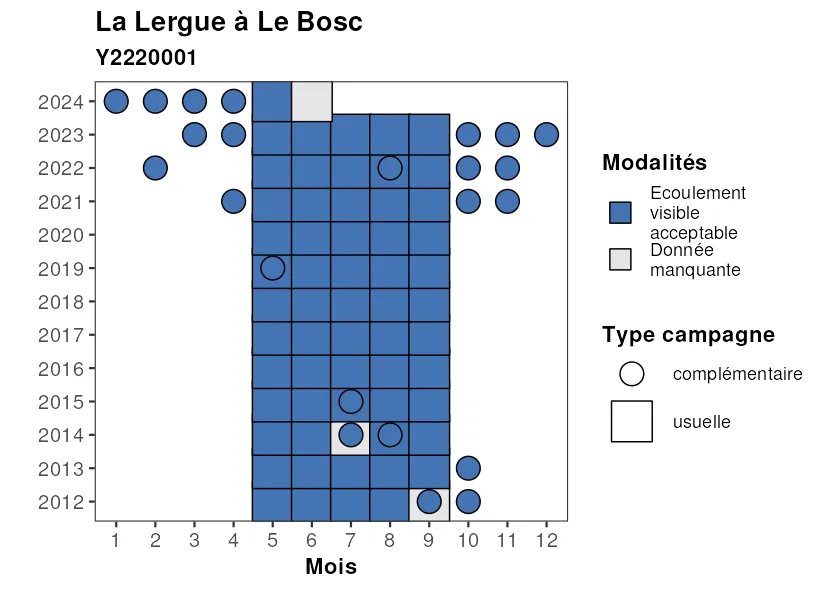 La Lergue à Le Bosc
Y2220001
2024
2023
2022
2021
2020
2019
2018
2017
2016
2015
2014
2013
2012
1 2 3 4 5 6 7 8 9 10 11 12
Mois
Modalités
Ecoulement
visible
acceptable
Donnée
manquante
Type campagne
complémentaire
usuelle